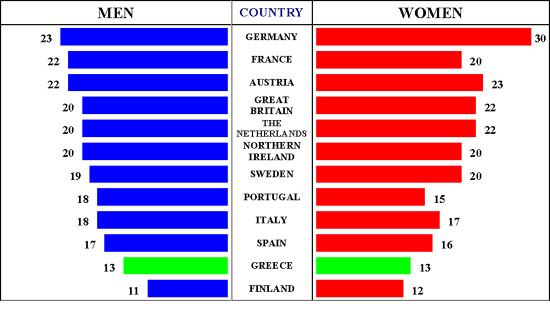 MEN COUNTRY WOMEN
23 GERMANY 30
22 FRANCE 20
22 AUSTRIA 23
20 GREAT BRITAIN 22
20 THE NETHERLANDS 22
20 NORTHERN IRELAND 20
19 SWEDEN 20
18 PORTUGAL 15
18 ITALY 17
17 SPAIN 16
13 GREECE 13
11 FINLAND 12